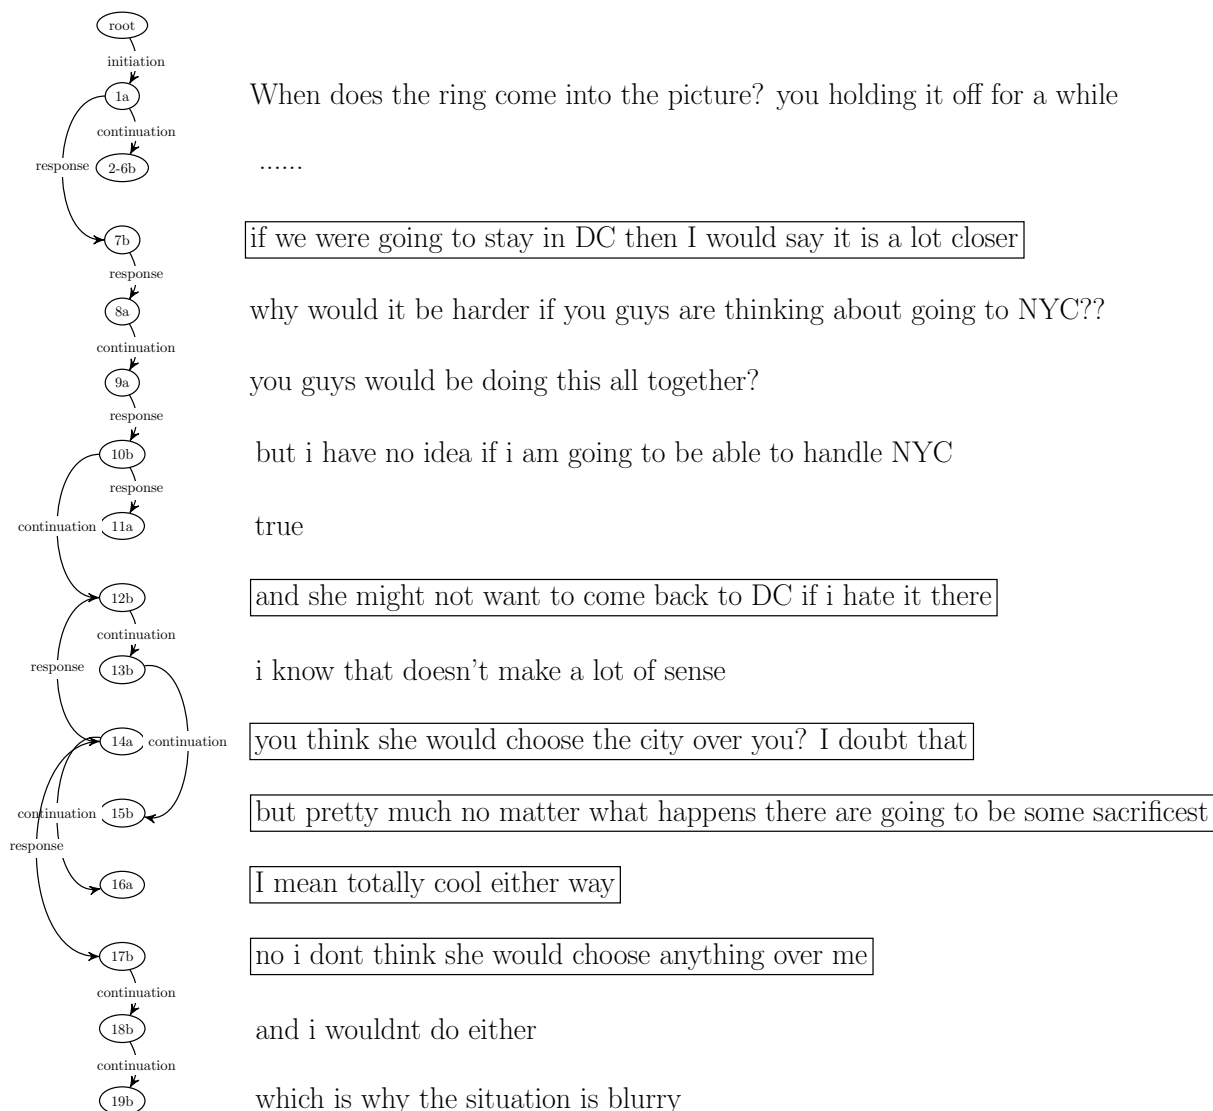 root
initiation
1a When does the ring come into the picture? you holding it off for a while
continuation
response 2-6b ......
7b if we were going to stay in DC then I would say it is a lot closer
response
8a why would it be harder if you guys are thinking about going to NYC??
continuation
9a you guys would be doing this all together?
response
10b but i have no idea if i am going to be able to handle NYC
response
continuation 11a true
12b and she might not want to come back to DC if i hate it there
continuation
response 13b i know that doesn't make a lot of sense
14a continuation you think she would choose the city over you? I doubt that
continuation 15b but pretty much no matter what happens there are going to be some sacrificest
response
16a I mean totally cool either way
17b no i dont think she would choose anything over me
continuation
18b and i wouldnt do either
continuation
19b which is why the situation is blurry